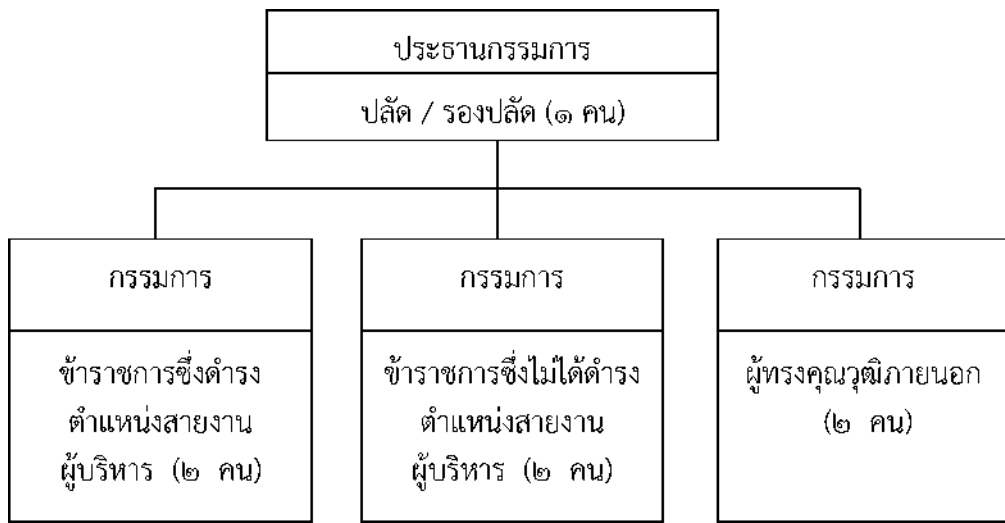 ประธานกรรมการ
ปลัด / รองปลัด (๑ คน)
กรรมการ
ข้าราชการซึ่งดำรง
ตำแหน่งสายงาน
ผู้บริหาร (๒ คน)
กรรมการ
ข้าราชการซึ่งไม่ได้ดำรง
ตำแหน่งสายงาน
ผู้บริหาร (๒ คน)
กรรมการ
ผู้ทรงคุณวุฒิภายนอก
(๒ คน)